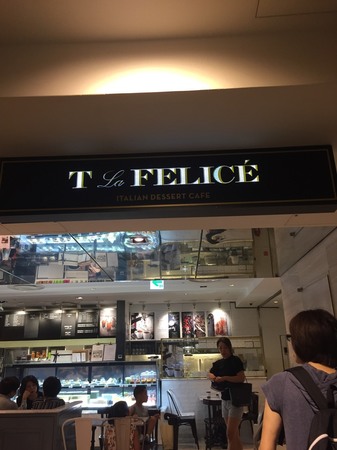 T La FELICÉ
ITALIAN DESSERT CAFE